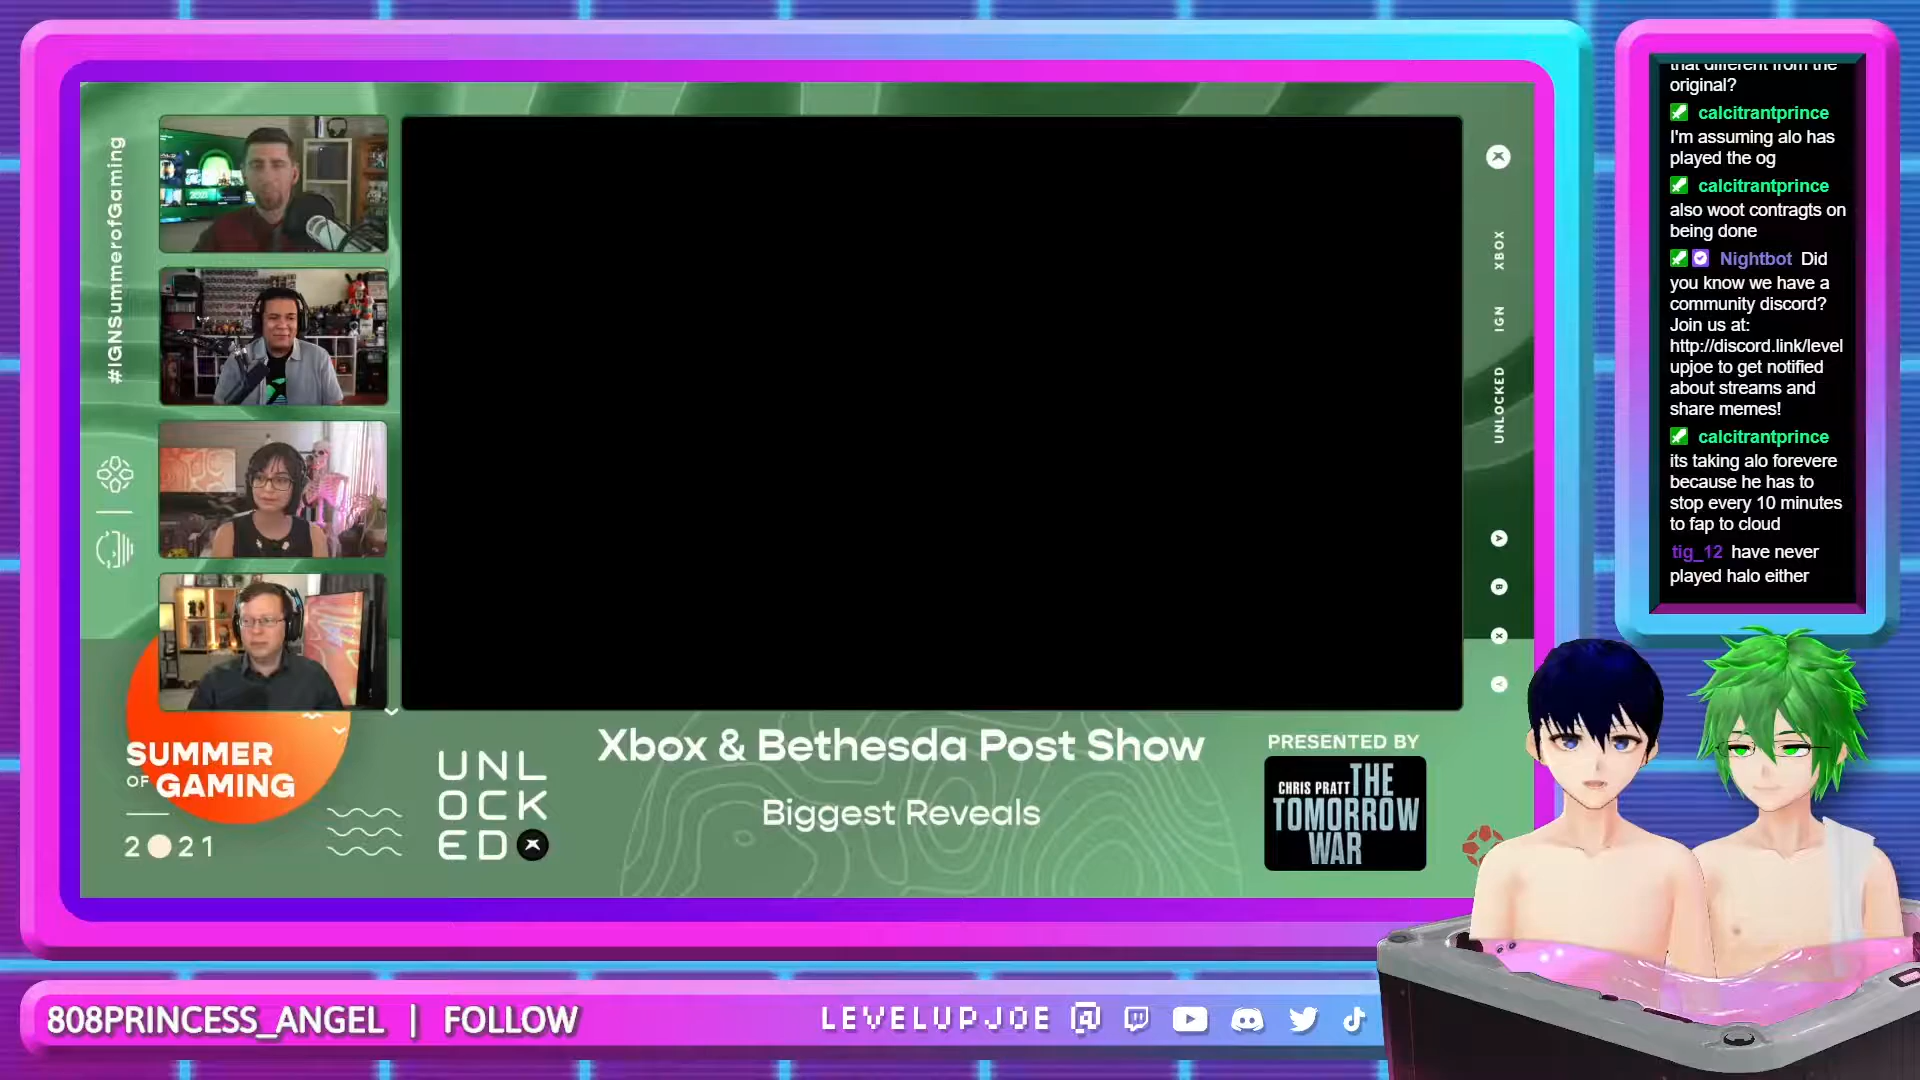 #IGNSummerofGaming
SUMMER
OF GAMING
2021
UNL
OCK
ED
Xbox & Bethesda Post Show
Biggest Reveals
PRESENTED BY
CHRIS PRATT THE
TOMORROW
WAR
XBOX
IGN
UNLOCKED
A
B
X
Y
that different from the
original?
calcitrantprince
I'm assuming alo has
played the og
calcitrantprince
also woot contragts on
being done
Nightbot Did
you know we have a
community discord?
Join us at:
http://discord.link/level
upjoe to get notified
about streams and
share memes!
calcitrantprince
its taking alo forevere
because he has to
stop every 10 minutes
to fap to cloud
tig_12 have never
played halo either
808PRINCESS_ANGEL | FOLLOW
LEVELUPJOE @